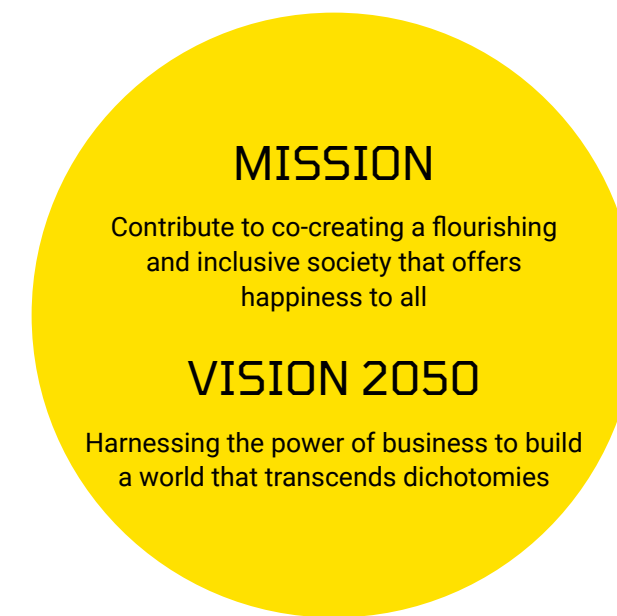 MISSION
Contribute to co-creating a flourishing
and inclusive society that offers
happiness to all
VISION 2050
Harnessing the power of business to build
a world that transcends dichotomies